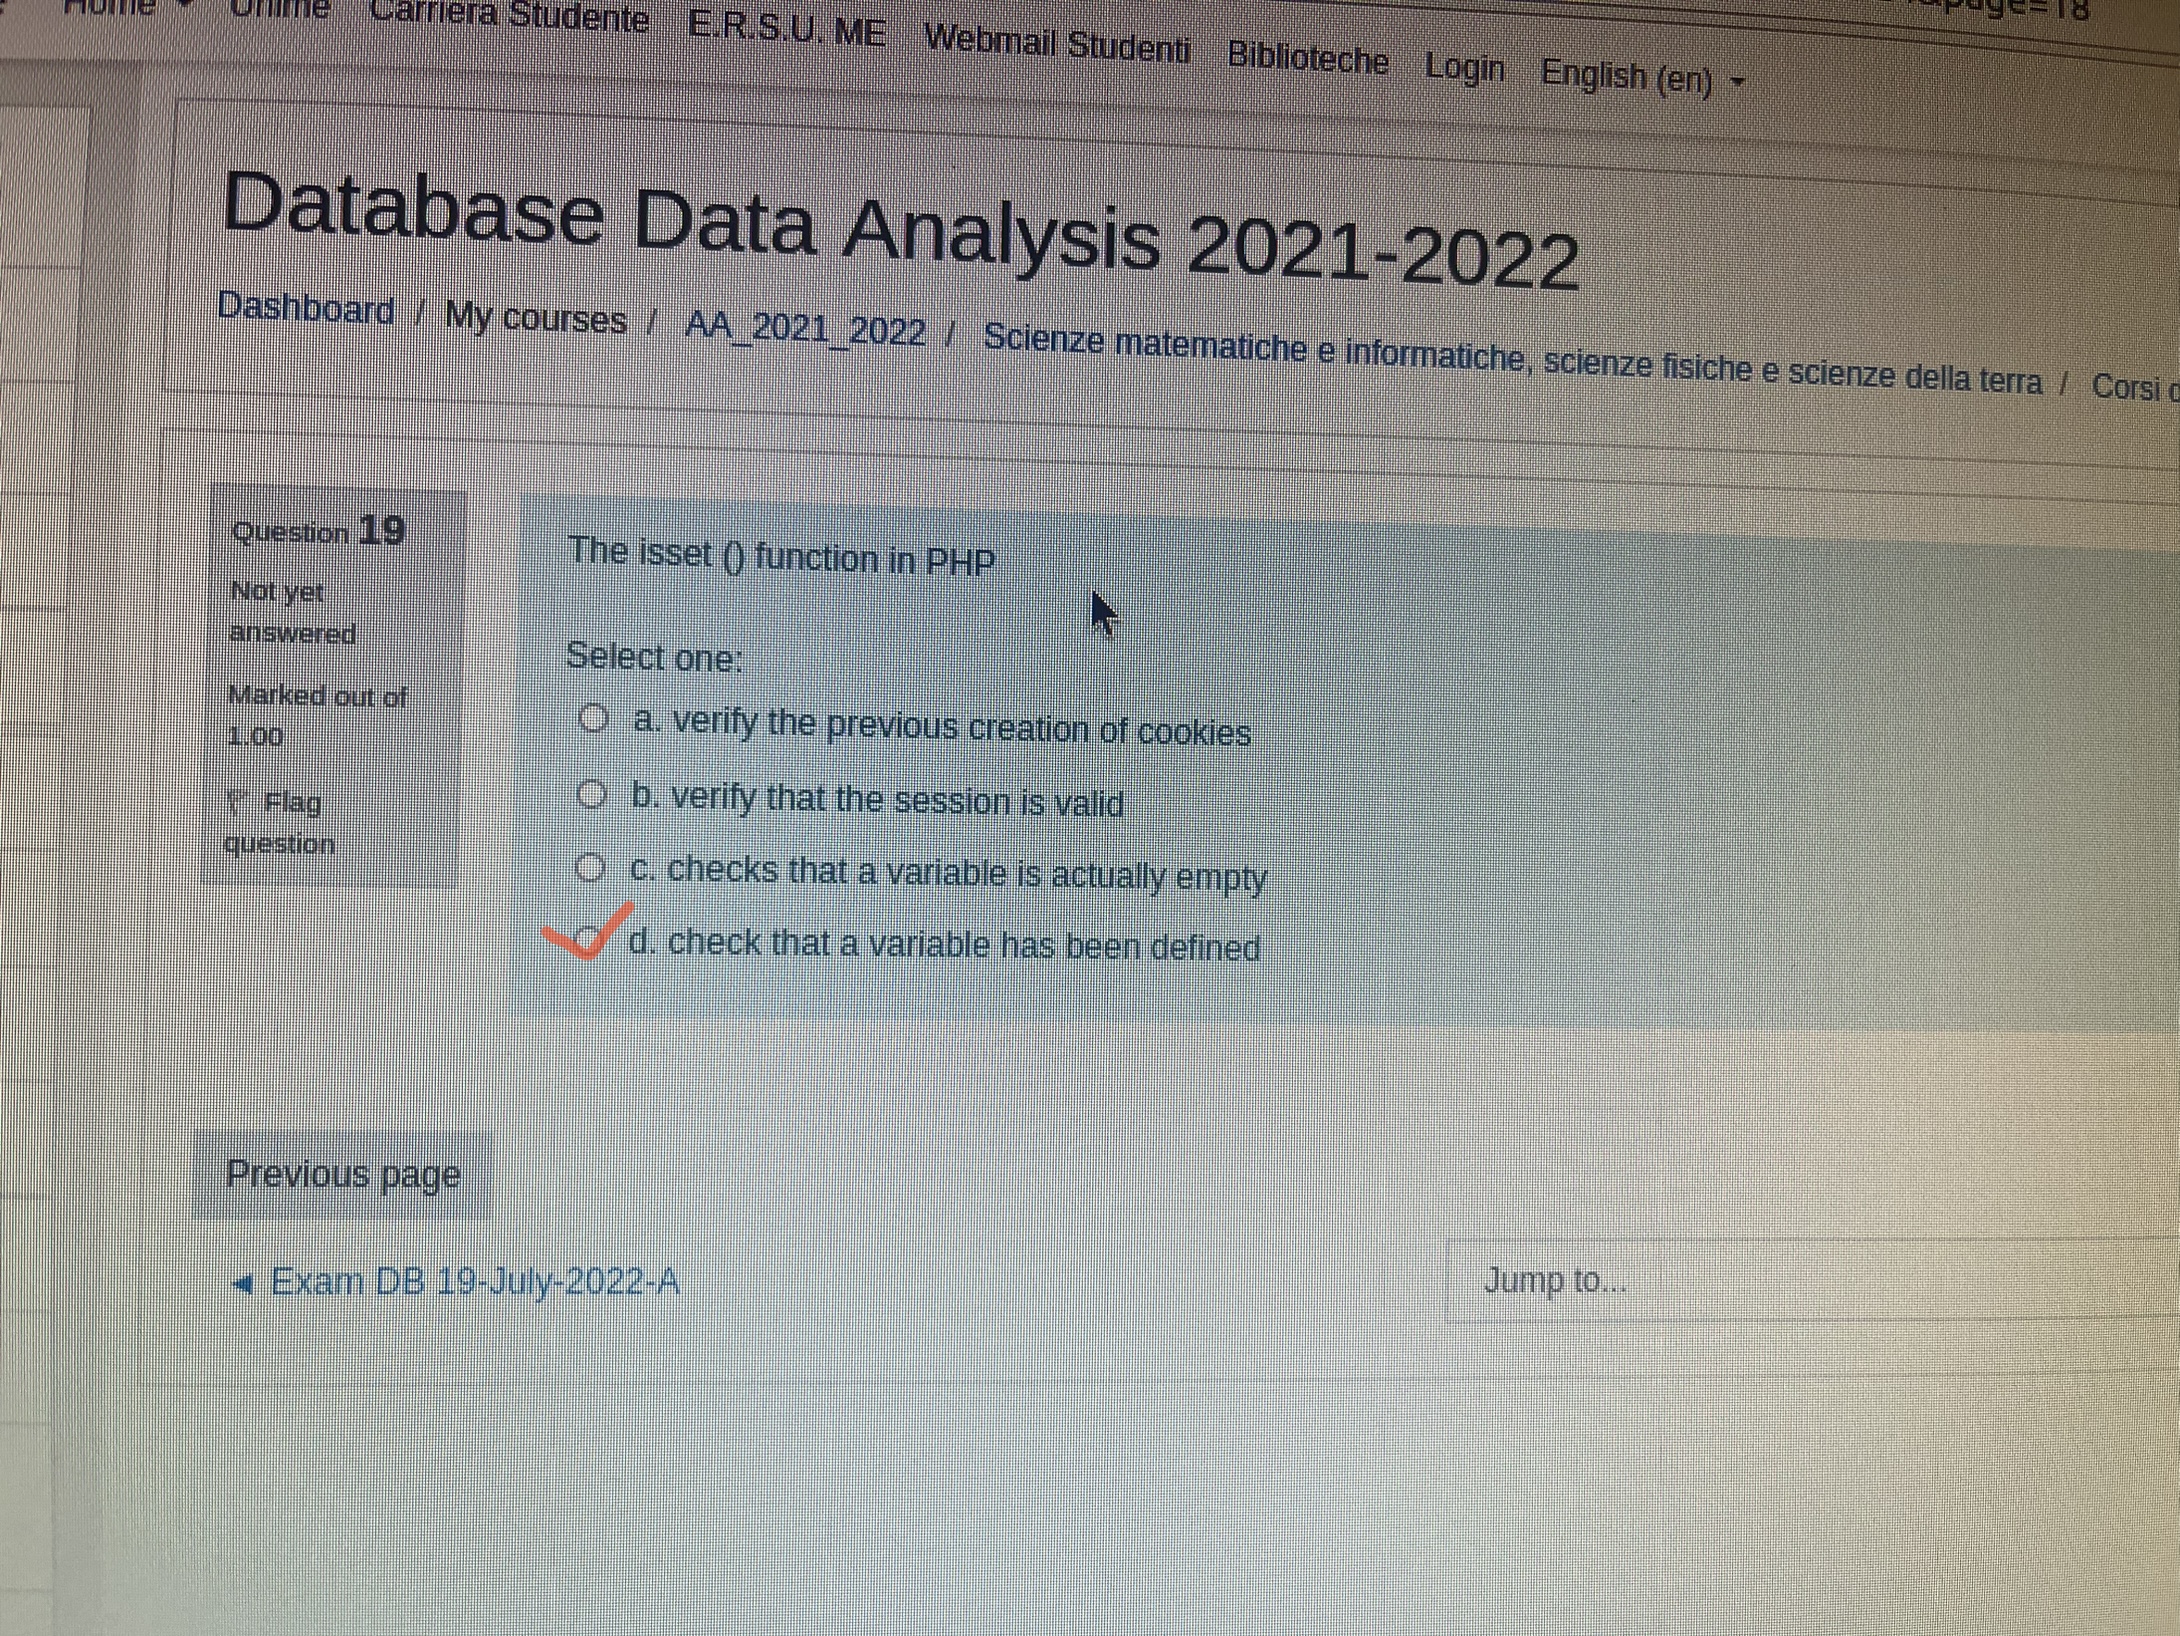 Home Unime Carriera Studente E.R.S.U. ME Webmail Studenti Biblioteche Login English (en)
Database Data Analysis 2021-2022
Dashboard / My courses / AA_2021_2022 / Scienze matematiche e informatiche, scienze fisiche e scienze della terra / Corsi
Question 19
Not yet
answered
Marked out of
1.00
Flag
question
The isset () function in PHP
Select one:
a. verify the previous creation of cookies
b. verify that the session is valid
c. checks that a variable is actually empty
d. check that a variable has been defined
Previous page
◄ Exam DB 19-July-2022-A
Jump to...